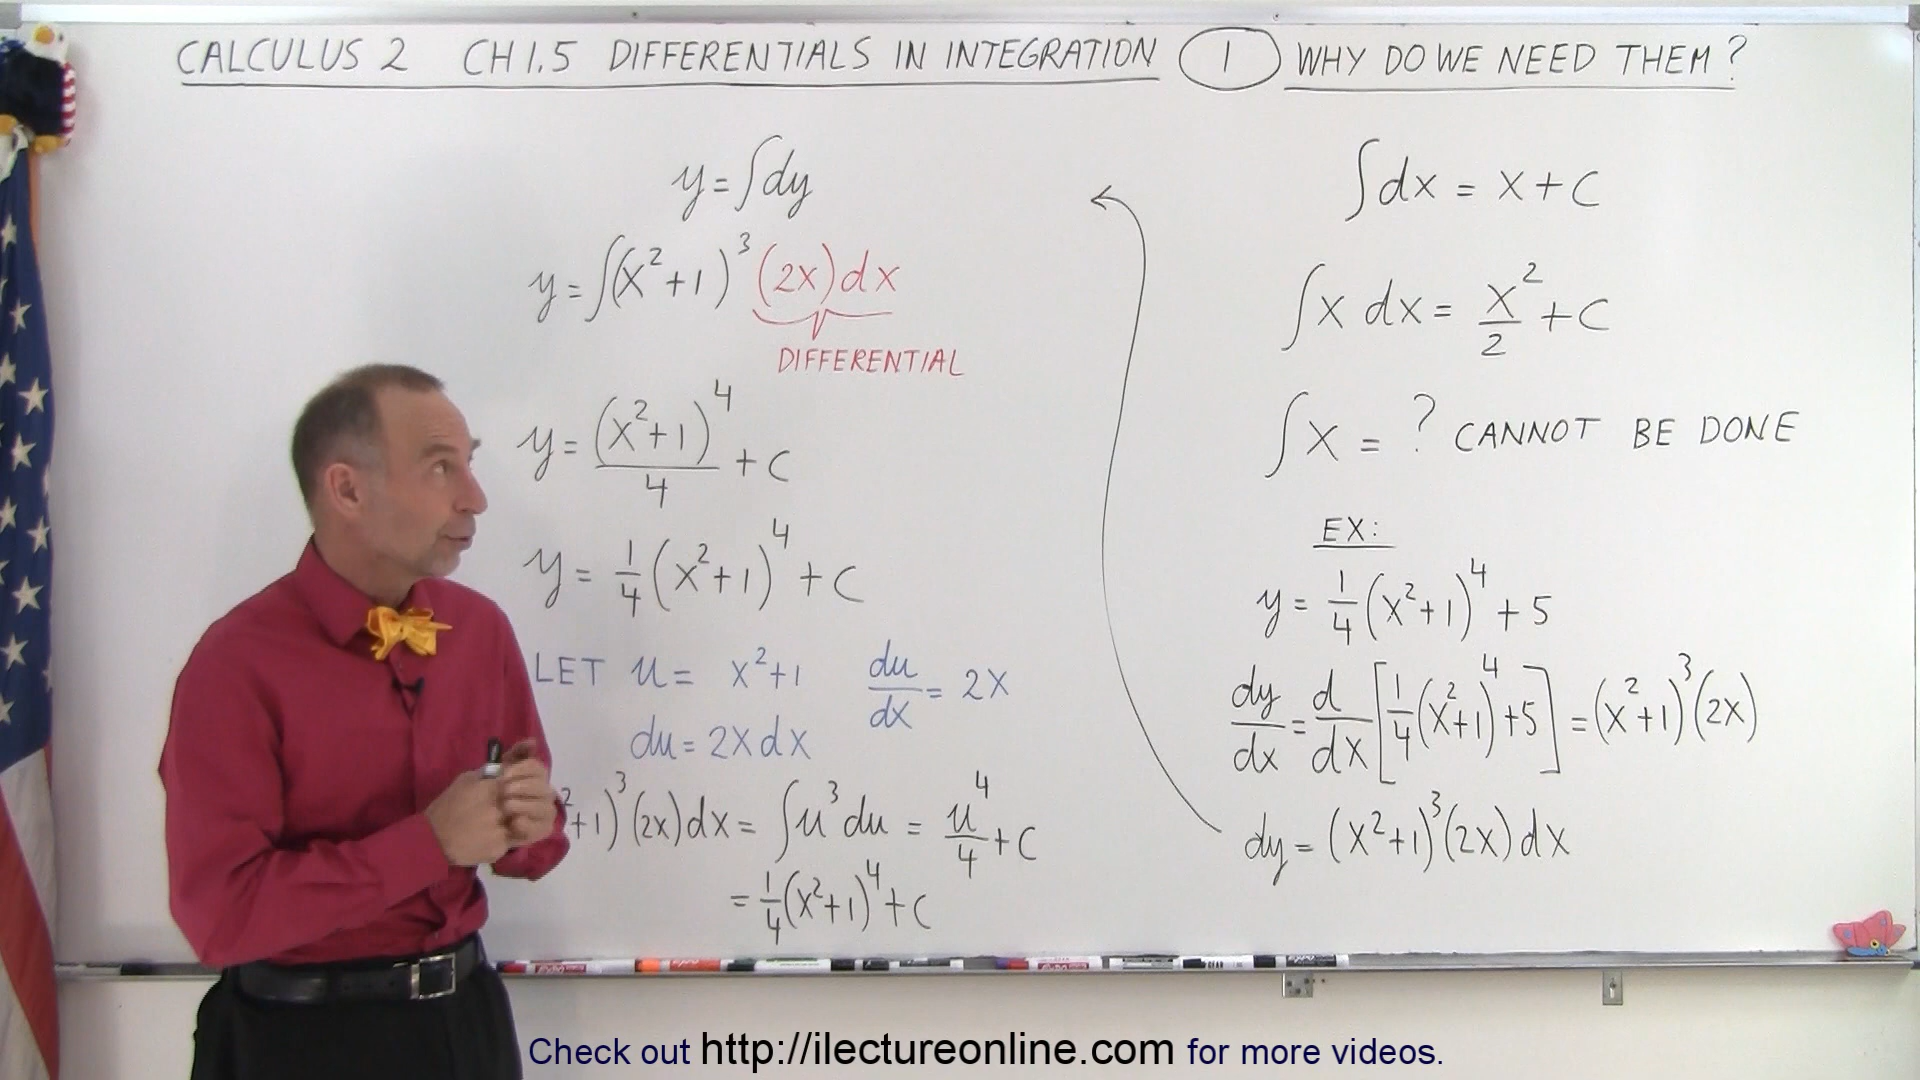 CALCULUS 2 CH 1.5 DIFFERENTIALS IN INTEGRATION 1 WHY DO WE NEED THEM?
y = ∫dy
y = ∫(x²+1)³(2x)dx
DIFFERENTIAL
y = (x²+1)⁴/4 + C
y = 1/4 (x²+1)⁴ + C
LET u = x²+1 du/dx = 2x
du = 2x dx
²+1)³(2x)dx = ∫u³du = u⁴/4 + C
= 1/4(x²+1)⁴ + C
∫dx = x + C
∫x dx = x²/2 + C
∫x = ? CANNOT BE DONE
EX:
y = 1/4 (x²+1)⁴ + 5
dy/dx = d/dx [1/4(x²+1)⁴+5] = (x²+1)³(2x)
dy = (x²+1)³(2x)dx
Check out http://ilectureonline.com for more videos.